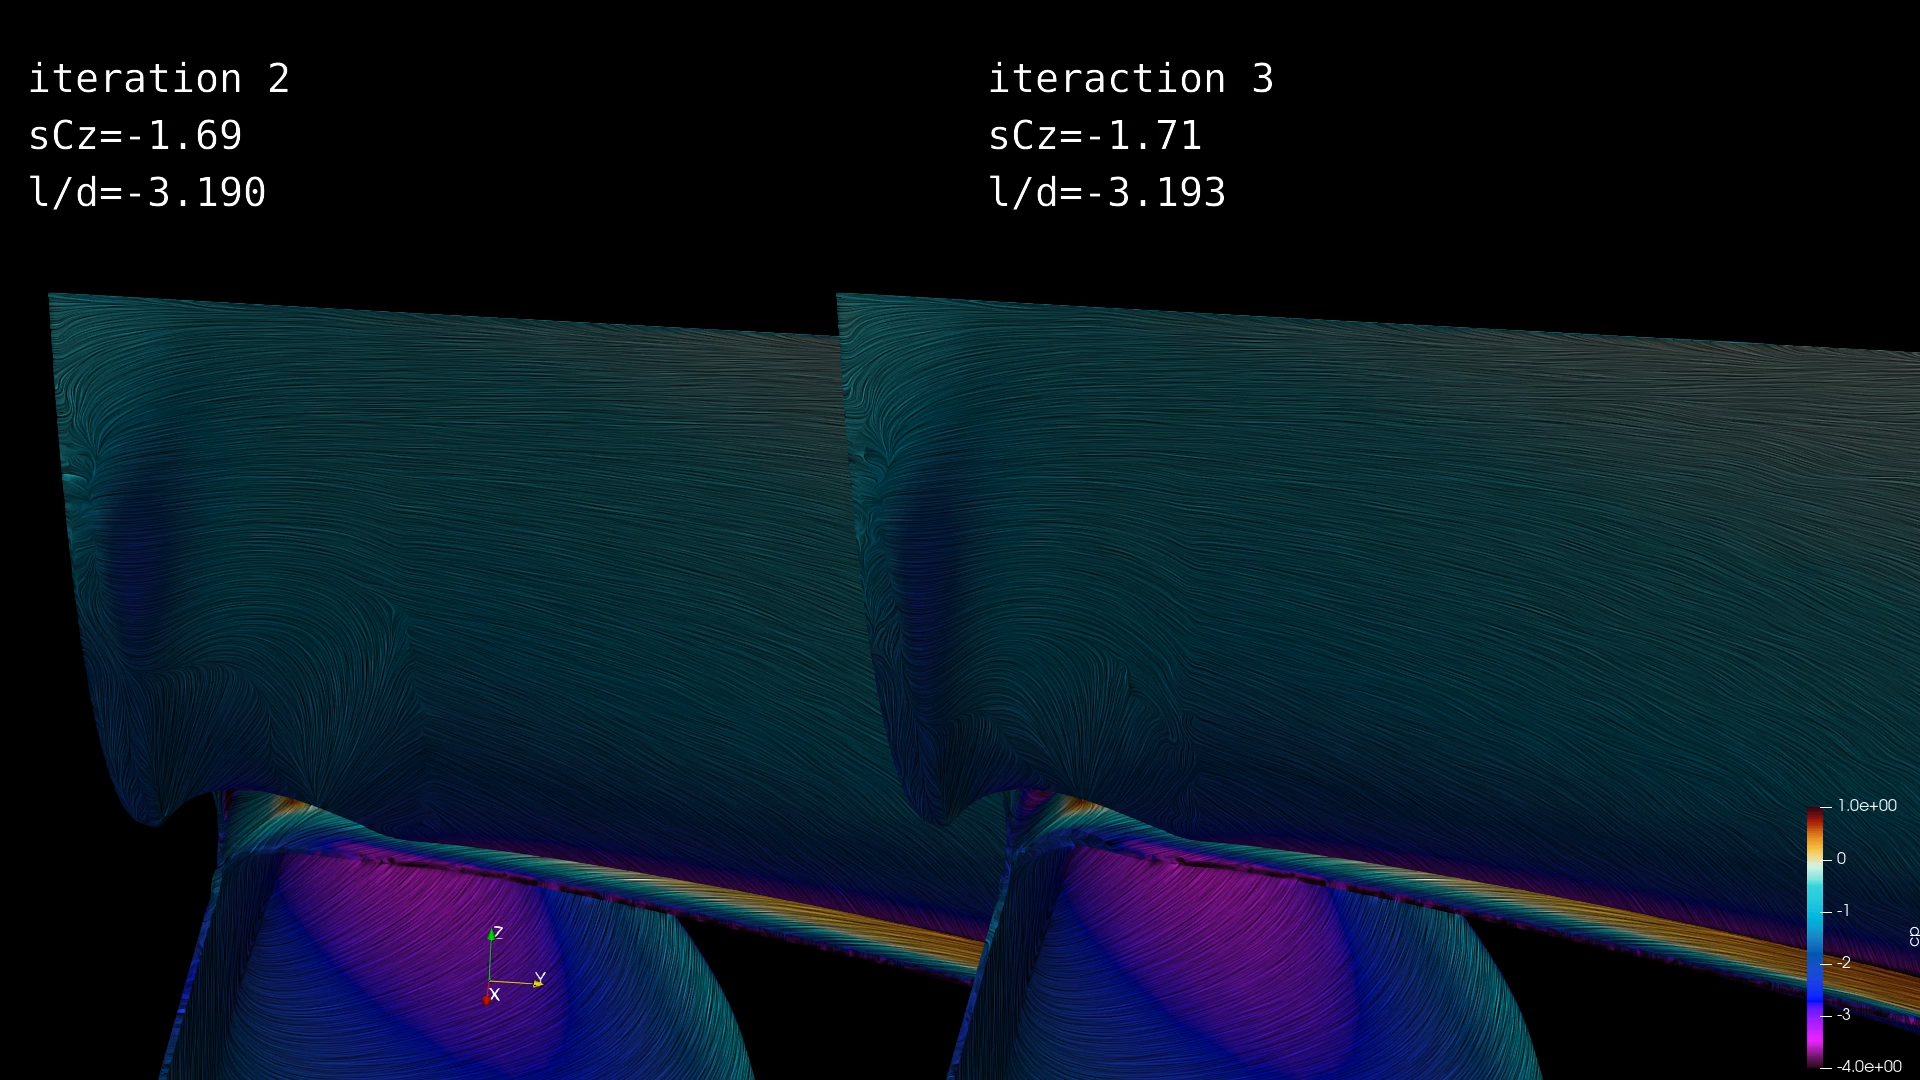 iteration 2
sCz=-1.69
l/d=-3.190
iteraction 3
sCz=-1.71
l/d=-3.193
Z
Y
X
1.0e+00
0
-1
-2
-3
-4.0e+00
cp